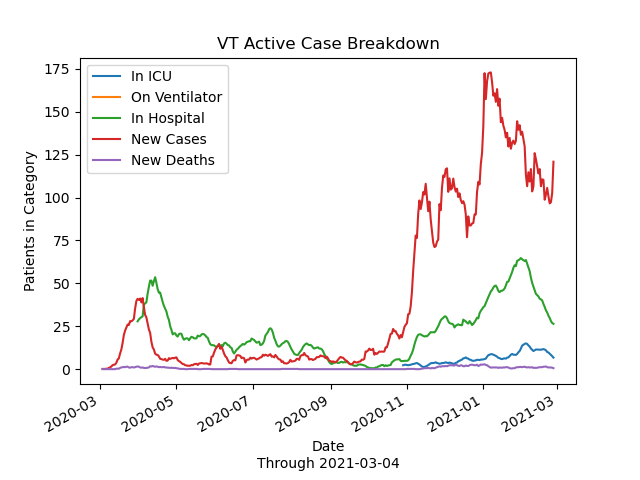 VT Active Case Breakdown
In ICU
On Ventilator
In Hospital
New Cases
New Deaths
Patients in Category
175
150
125
100
75
50
25
0
2020-03
2020-05
2020-07
2020-09
2020-11
2021-01
2021-03
Date
Through 2021-03-04